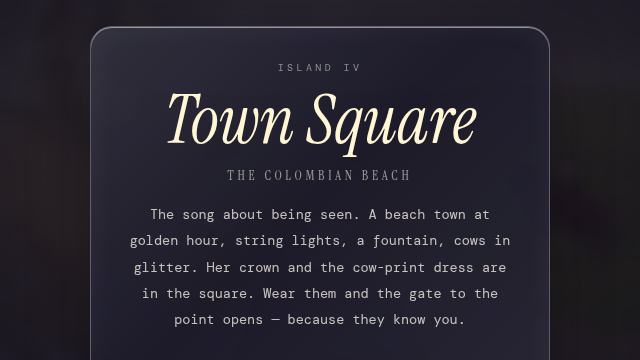 ISLAND IV
Town Square
THE COLOMBIAN BEACH
The song about being seen. A beach town at
golden hour, string lights, a fountain, cows in
glitter. Her crown and the cow-print dress are
in the square. Wear them and the gate to the
point opens — because they know you.